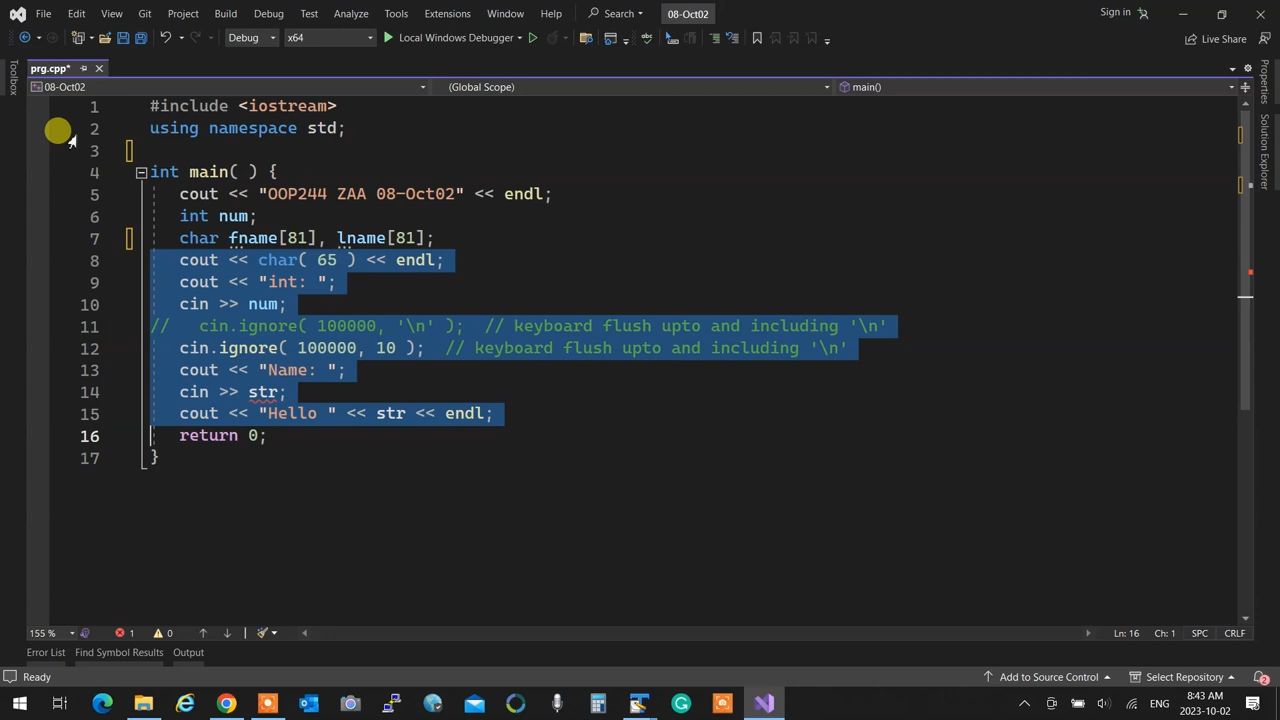 File Edit View Git Project Build Debug Test Analyze Tools Extensions Window Help Search 08-Oct02 Sign in
Debug x64 Local Windows Debugger Live Share
prg.cpp*
08-Oct02 (Global Scope) main()
Toolbox
Properties
Solution Explorer
1 #include <iostream>
2 using namespace std;
3
4 int main( ) {
5 cout << "OOP244 ZAA 08-Oct02" << endl;
6 int num;
7 char fname[81], lname[81];
8 cout << char( 65 ) << endl;
9 cout << "int: ";
10 cin >> num;
11 // cin.ignore( 100000, '\n' ); // keyboard flush upto and including '\n'
12 cin.ignore( 100000, 10 ); // keyboard flush upto and including '\n'
13 cout << "Name: ";
14 cin >> str;
15 cout << "Hello " << str << endl;
16 return 0;
17 }
155 % 1 0 Ln: 16 Ch: 1 SPC CRLF
Error List Find Symbol Results Output
Ready Add to Source Control Select Repository 2
ENG 8:43 AM
2023-10-02